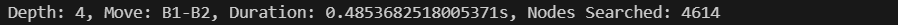 Depth: 4, Move: B1-B2, Duration: 0.4853682518005371s, Nodes Searched: 4614